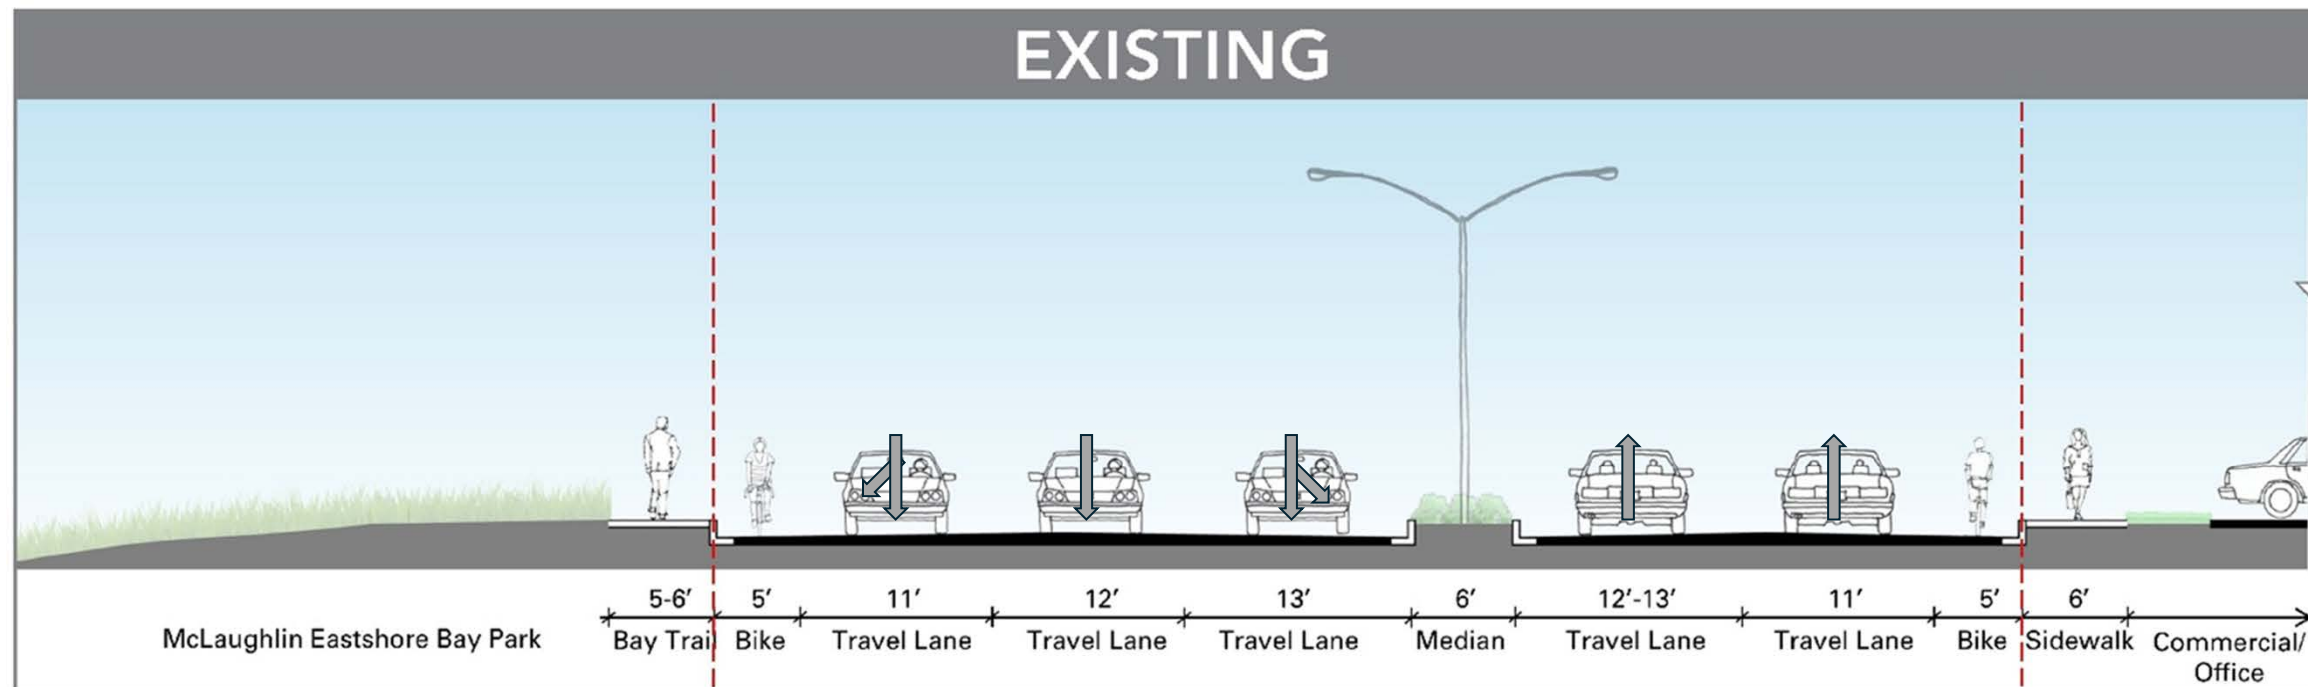 EXISTING
5-6′ 5′ 11′ 12′ 13′ 6′ 12′-13′ 11′ 5′ 6′
McLaughlin Eastshore Bay Park Bay Trail Bike Travel Lane Travel Lane Travel Lane Median Travel Lane Travel Lane Bike Sidewalk Commercial/
Office